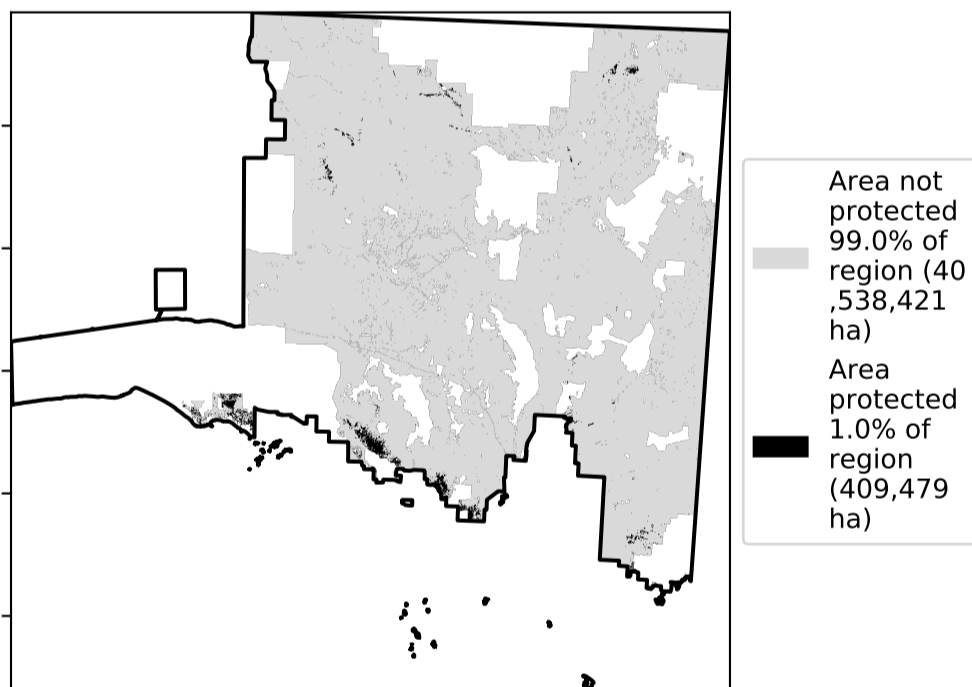 Area not
protected
99.0% of
region (40
,538,421
ha)
Area
protected
1.0% of
region
(409,479
ha)